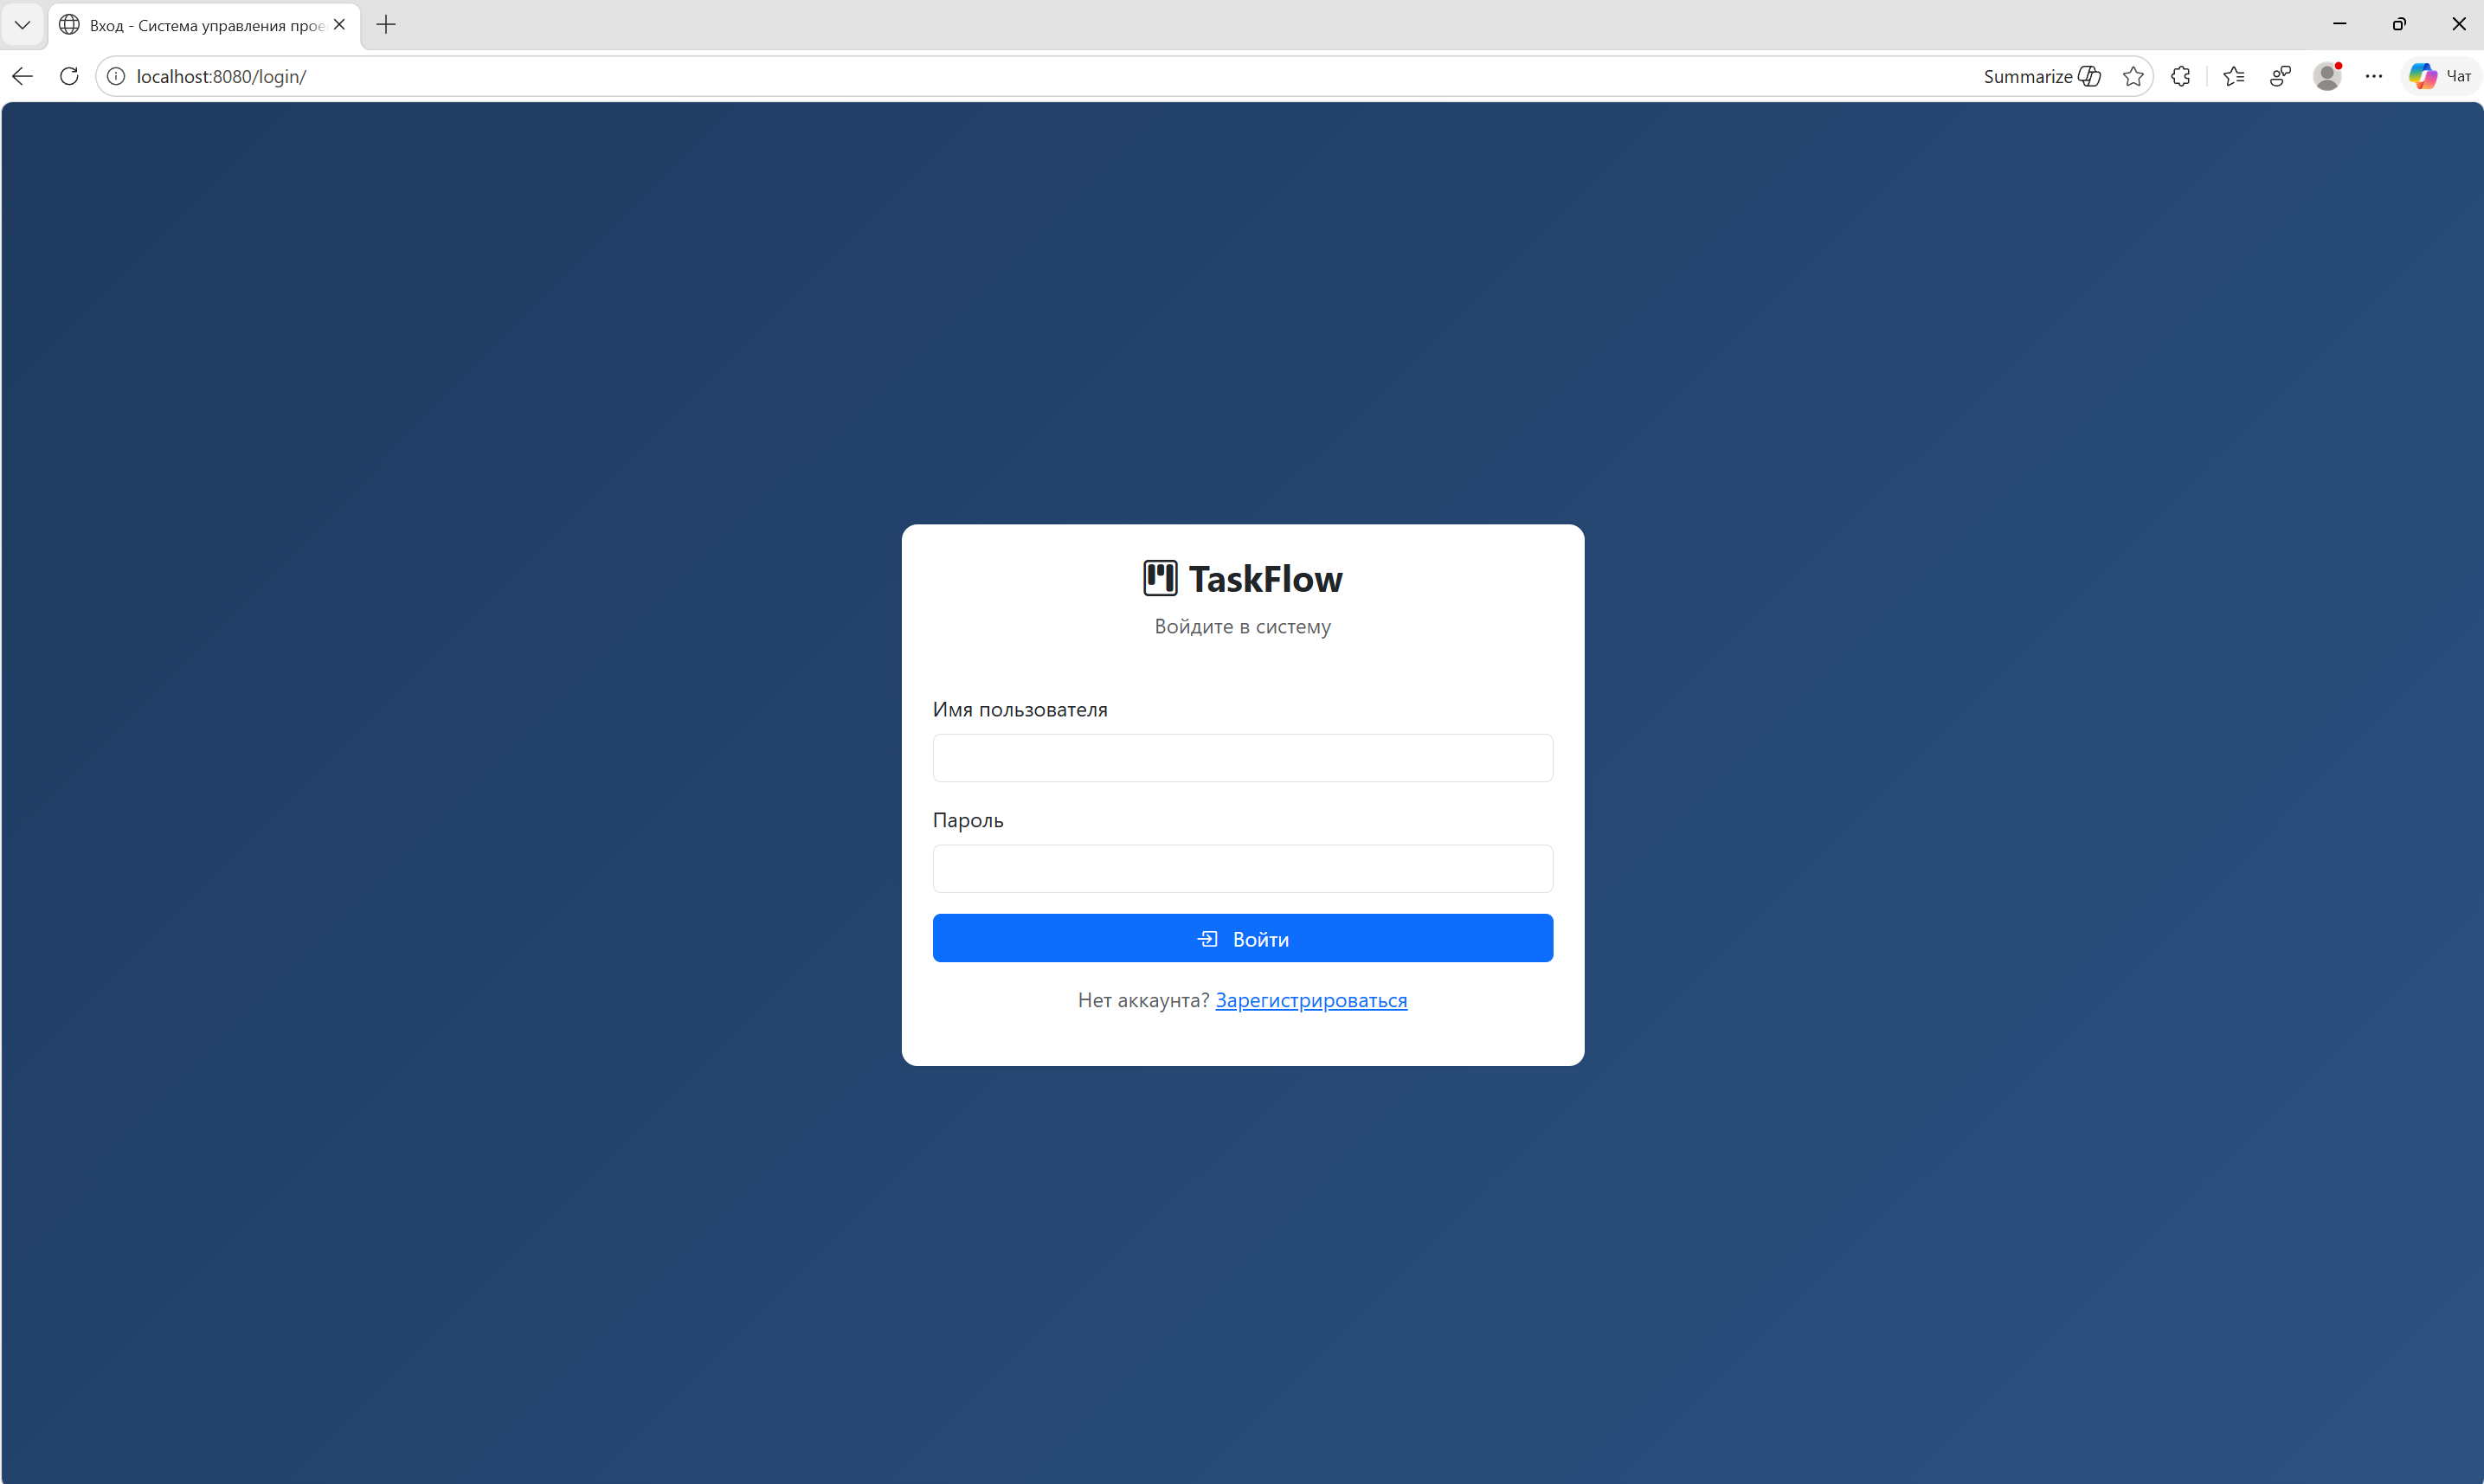 Вход - Система управления прое
localhost:8080/login/
Summarize
Чат
TaskFlow
Войдите в систему
Имя пользователя
Пароль
Войти
Нет аккаунта? Зарегистрироваться